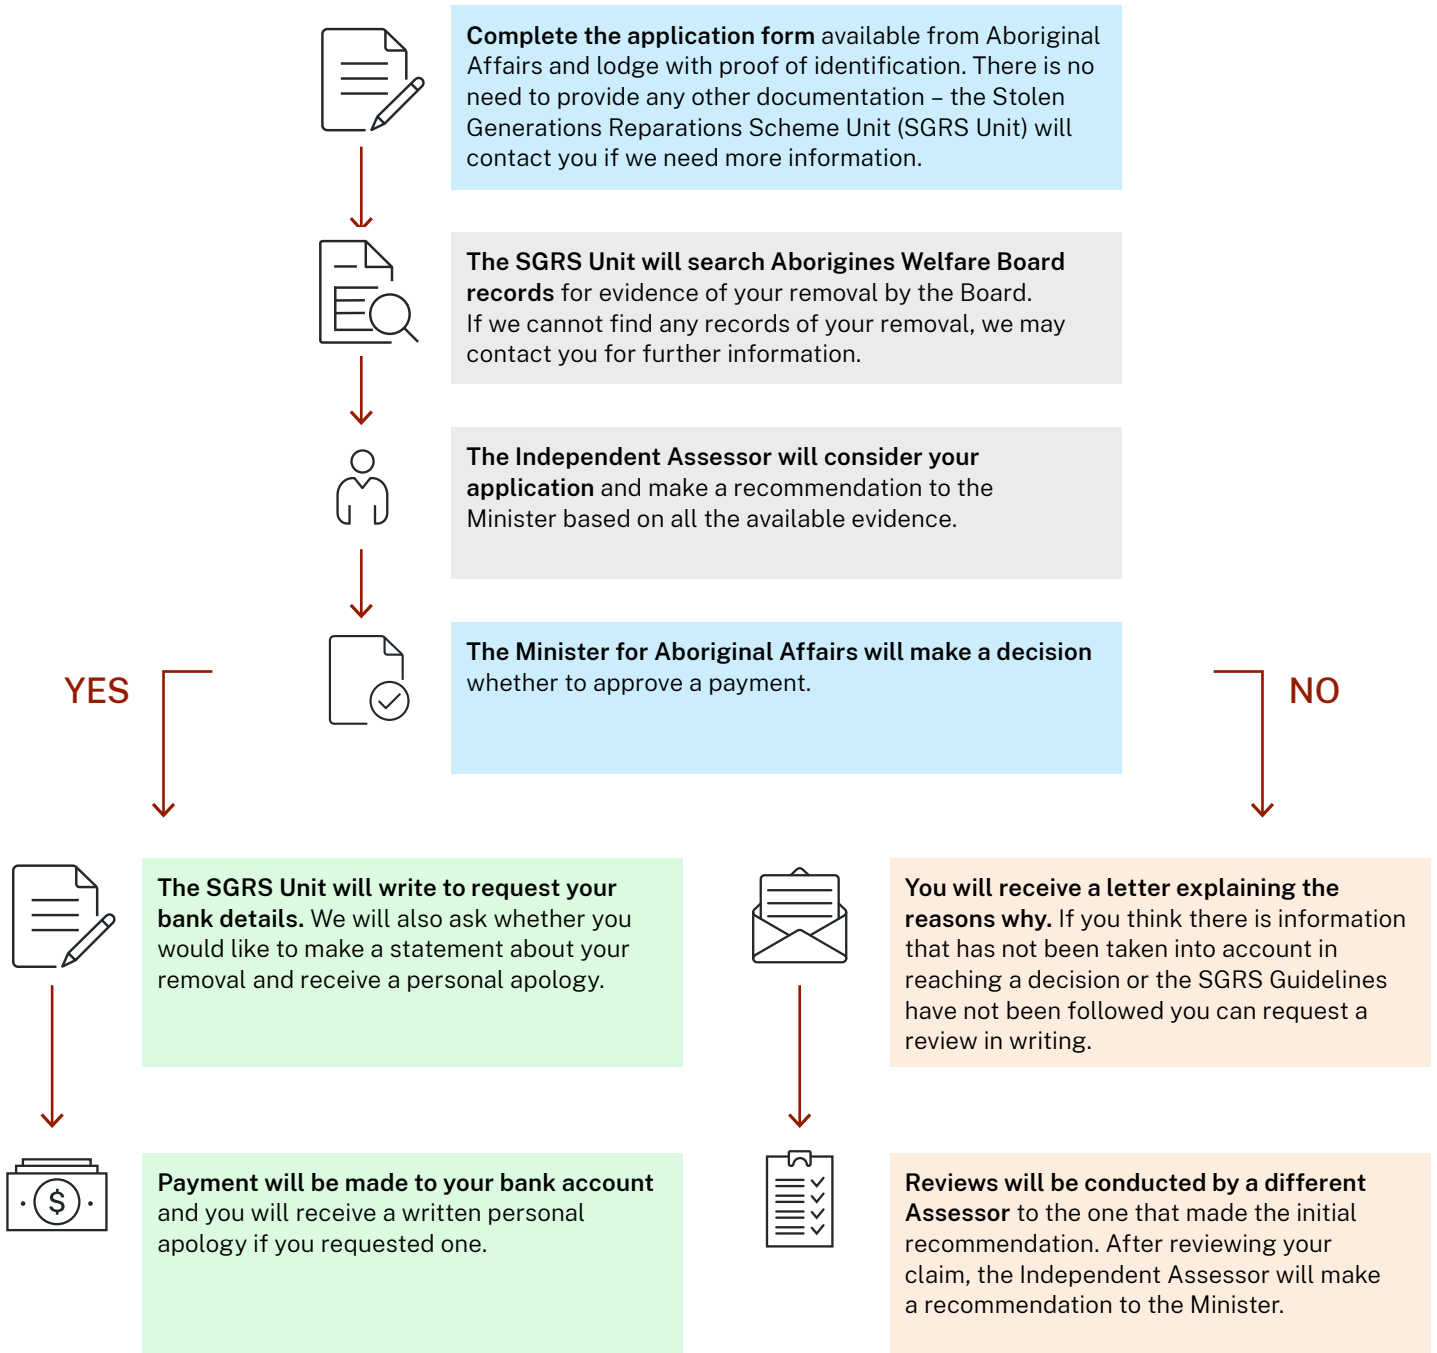 Complete the application form available from Aboriginal
Affairs and lodge with proof of identification. There is no
need to provide any other documentation – the Stolen
Generations Reparations Scheme Unit (SGRS Unit) will
contact you if we need more information.
The SGRS Unit will search Aborigines Welfare Board
records for evidence of your removal by the Board.
If we cannot find any records of your removal, we may
contact you for further information.
The Independent Assessor will consider your
application and make a recommendation to the
Minister based on all the available evidence.
The Minister for Aboriginal Affairs will make a decision
whether to approve a payment.
YES
NO
The SGRS Unit will write to request your
bank details. We will also ask whether you
would like to make a statement about your
removal and receive a personal apology.
You will receive a letter explaining the
reasons why. If you think there is information
that has not been taken into account in
reaching a decision or the SGRS Guidelines
have not been followed you can request a
review in writing.
$
Payment will be made to your bank account
and you will receive a written personal
apology if you requested one.
Reviews will be conducted by a different
Assessor to the one that made the initial
recommendation. After reviewing your
claim, the Independent Assessor will make
a recommendation to the Minister.